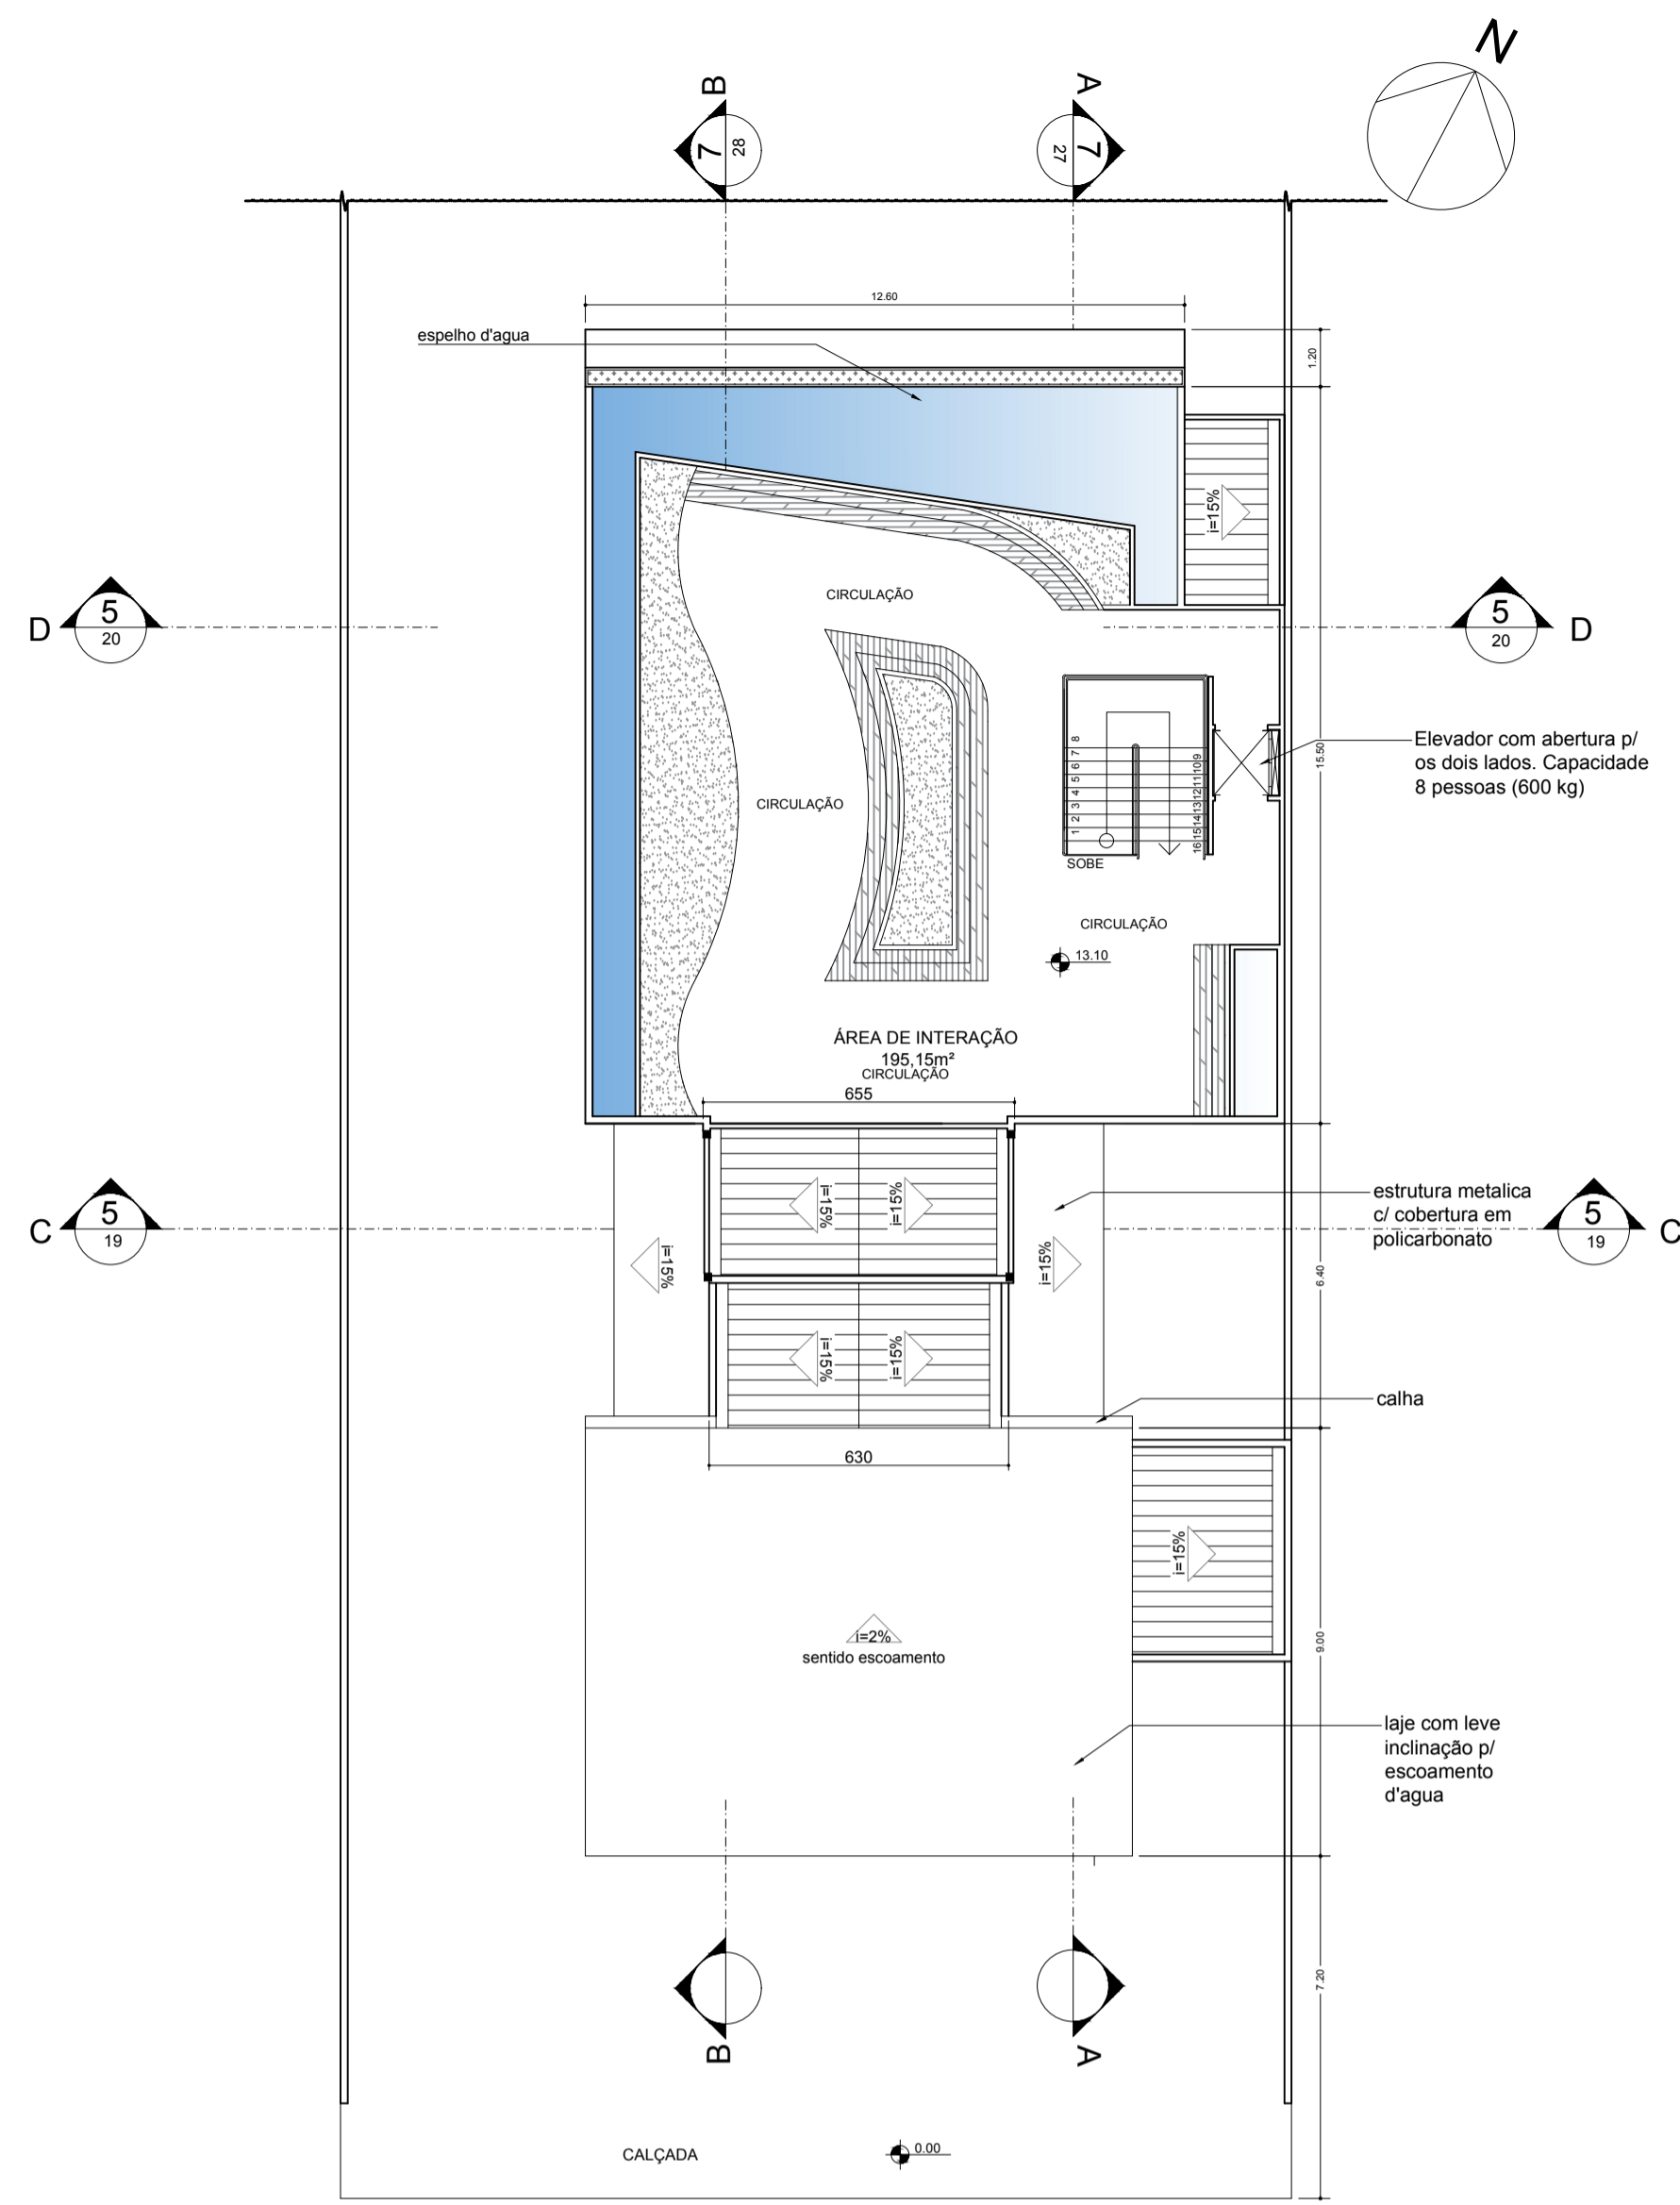 N
B
A
7
28
7
27
12.60
espelho d'agua
1.20
i=15%
CIRCULAÇÃO
D
5
20
5
20
D
15.50
Elevador com abertura p/
os dois lados. Capacidade
8 pessoas (600 kg)
8
7
6
5
4
3
2
1
9
10
11
12
13
14
15
16
CIRCULAÇÃO
SOBE
CIRCULAÇÃO
13.10
ÁREA DE INTERAÇÃO
195,15m²
CIRCULAÇÃO
655
i=15%
i=15%
estrutura metalica
c/ cobertura em
policarbonato
C
5
19
5
19
C
i=15%
i=15%
6.40
i=15%
i=15%
calha
630
i=15%
i=2%
sentido escoamento
9.00
laje com leve
inclinação p/
escoamento
d'agua
7.20
B
A
CALÇADA
0.00